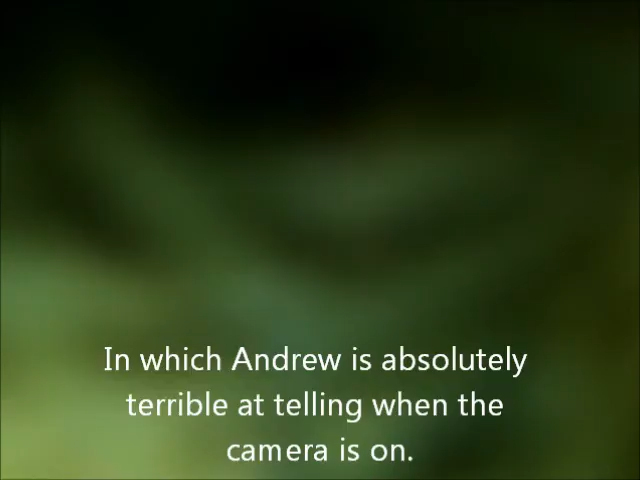 In which Andrew is absolutely
terrible at telling when the
camera is on.